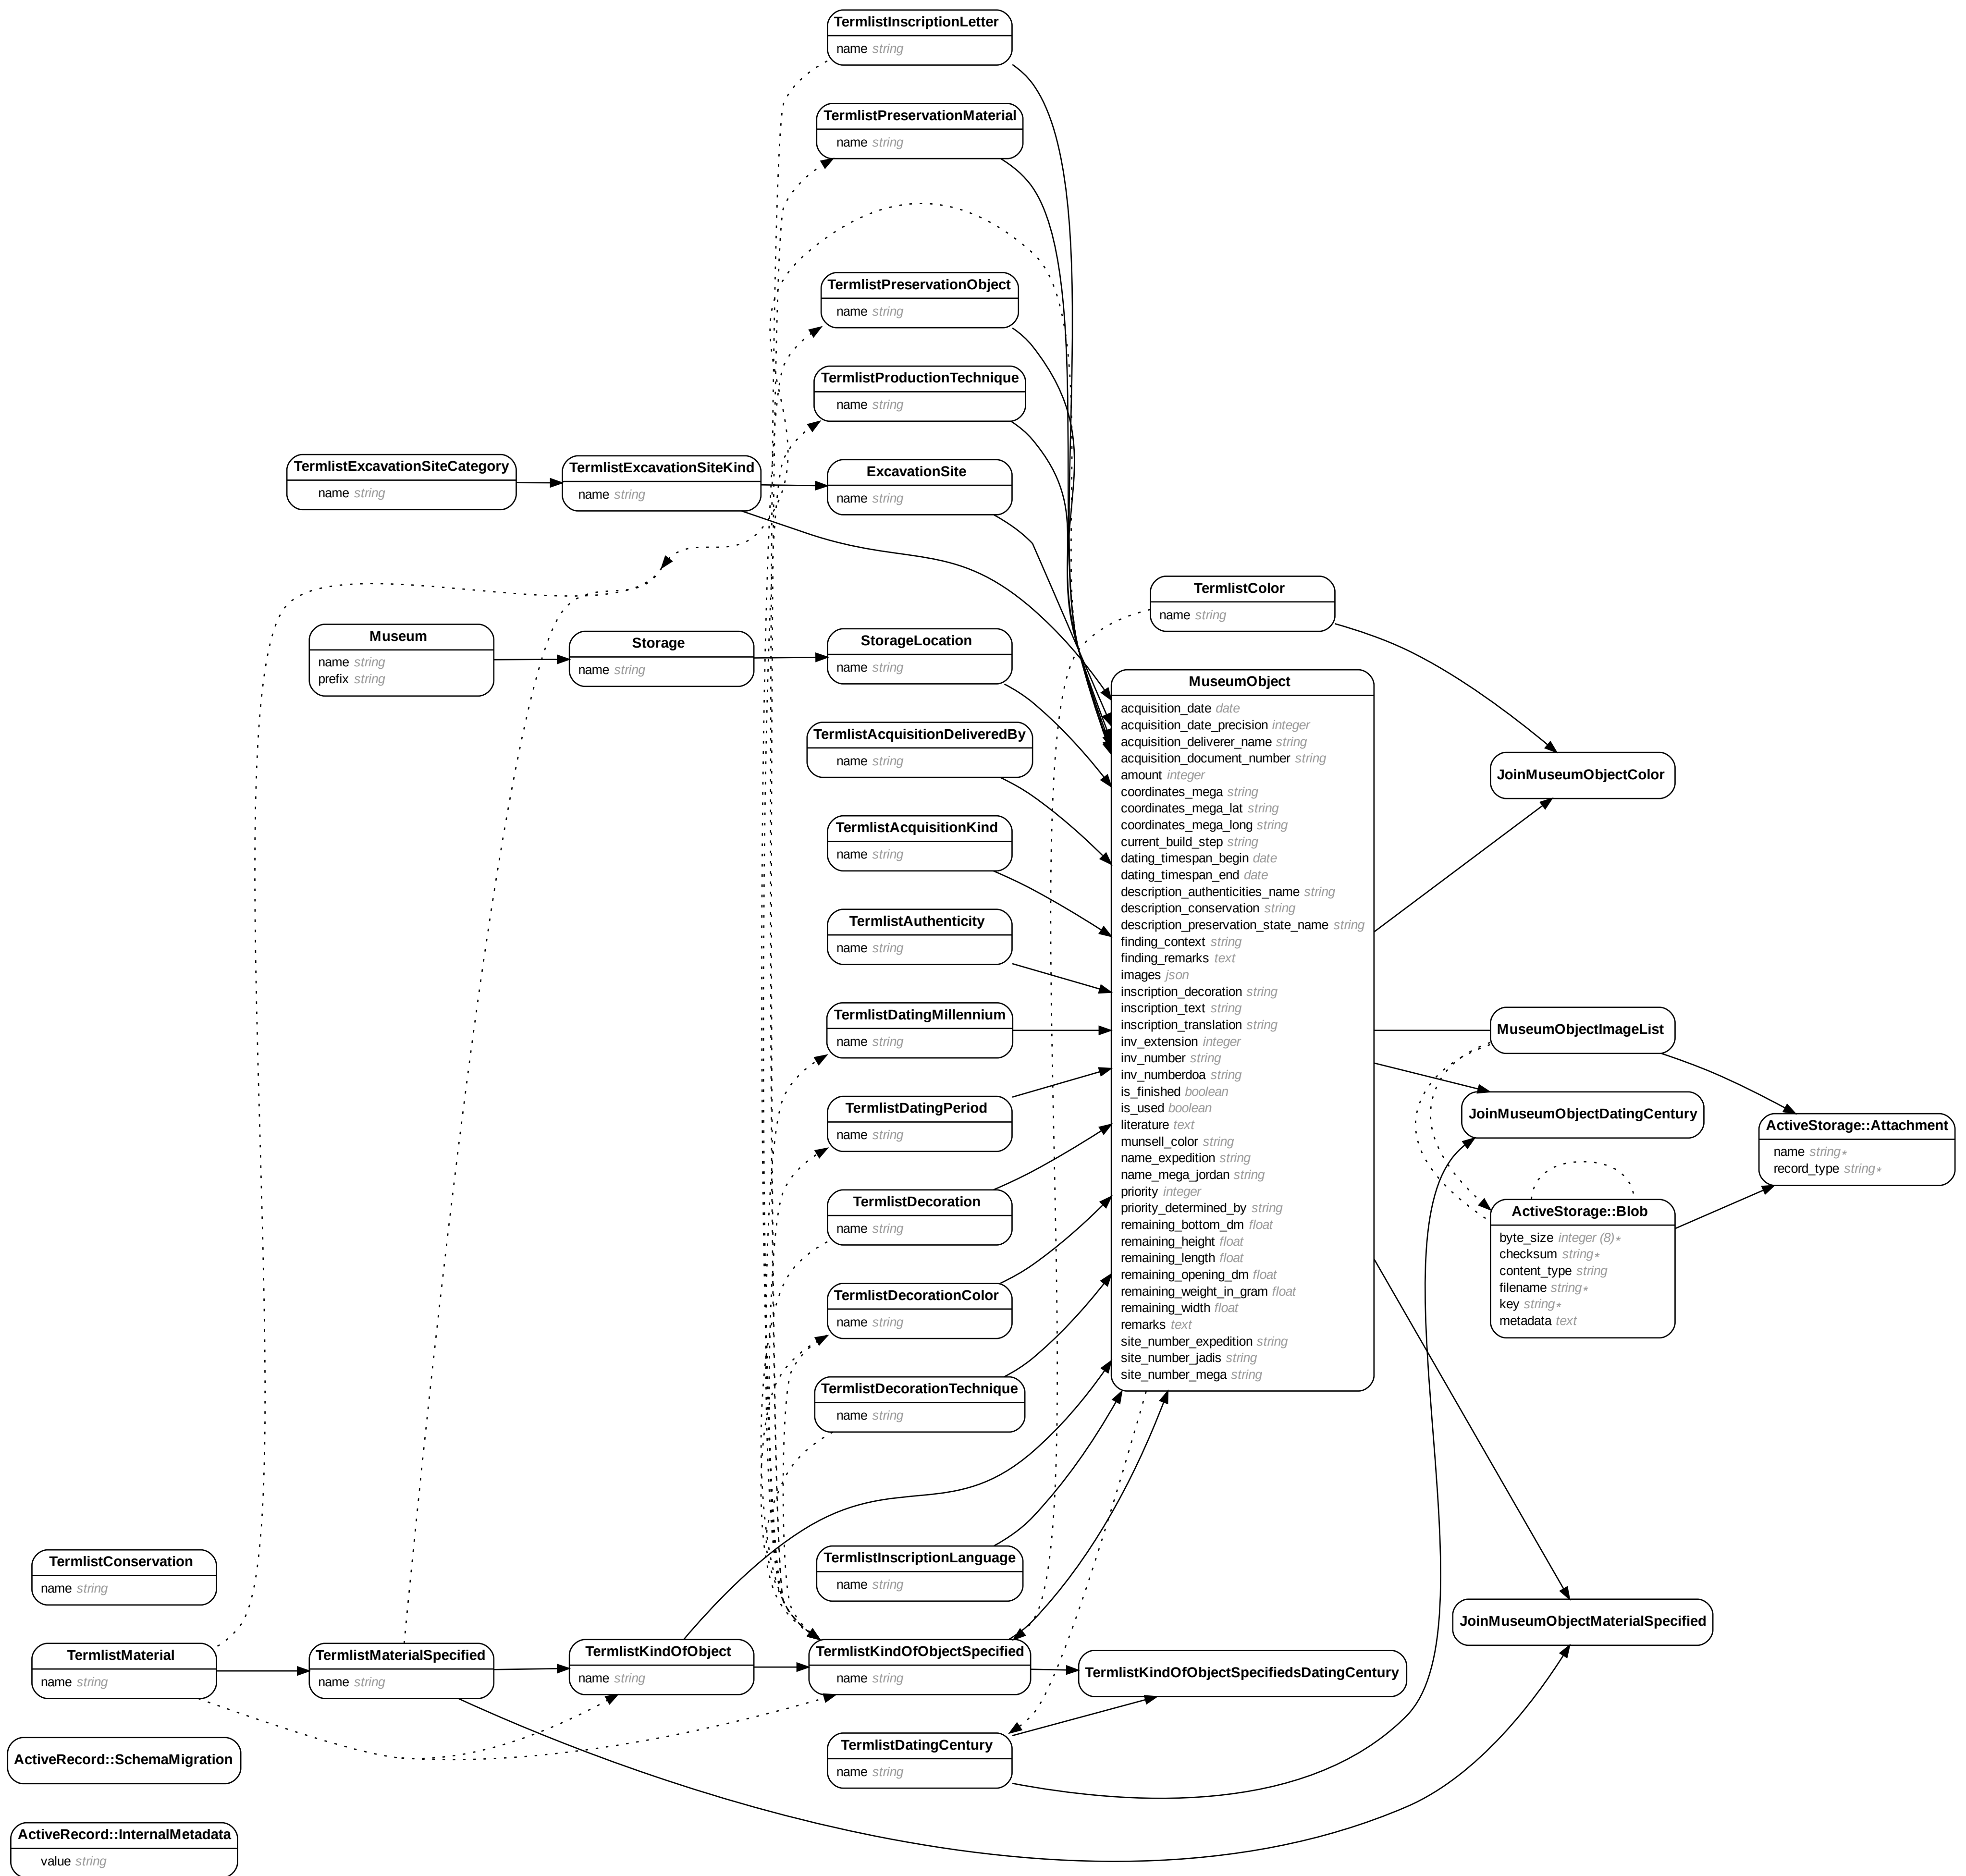 TermlistInscriptionLetter
name string
TermlistPreservationMaterial
name string
TermlistPreservationObject
name string
TermlistProductionTechnique
name string
TermlistExcavationSiteCategory
name string
TermlistExcavationSiteKind
name string
ExcavationSite
name string
TermlistColor
name string
Museum
name string
prefix string
Storage
name string
StorageLocation
name string
TermlistAcquisitionDeliveredBy
name string
TermlistAcquisitionKind
name string
TermlistAuthenticity
name string
TermlistDatingMillennium
name string
TermlistDatingPeriod
name string
TermlistDecoration
name string
TermlistDecorationColor
name string
TermlistDecorationTechnique
name string
TermlistInscriptionLanguage
name string
MuseumObject
acquisition_date date
acquisition_date_precision integer
acquisition_deliverer_name string
acquisition_document_number string
amount integer
coordinates_mega string
coordinates_mega_lat string
coordinates_mega_long string
current_build_step string
dating_timespan_begin date
dating_timespan_end date
description_authenticities_name string
description_conservation string
description_preservation_state_name string
finding_context string
finding_remarks text
images json
inscription_decoration string
inscription_text string
inscription_translation string
inv_extension integer
inv_number string
inv_numberdoa string
is_finished boolean
is_used boolean
literature text
munsell_color string
name_expedition string
name_mega_jordan string
priority integer
priority_determined_by string
remaining_bottom_dm float
remaining_height float
remaining_length float
remaining_opening_dm float
remaining_weight_in_gram float
remaining_width float
remarks text
site_number_expedition string
site_number_jadis string
site_number_mega string
JoinMuseumObjectColor
MuseumObjectImageList
JoinMuseumObjectDatingCentury
ActiveStorage::Attachment
name string∗
record_type string∗
ActiveStorage::Blob
byte_size integer (8)∗
checksum string∗
content_type string
filename string∗
key string∗
metadata text
JoinMuseumObjectMaterialSpecified
TermlistConservation
name string
TermlistMaterial
name string
TermlistMaterialSpecified
name string
TermlistKindOfObject
name string
TermlistKindOfObjectSpecified
name string
TermlistKindOfObjectSpecifiedsDatingCentury
TermlistDatingCentury
name string
ActiveRecord::SchemaMigration
ActiveRecord::InternalMetadata
value string